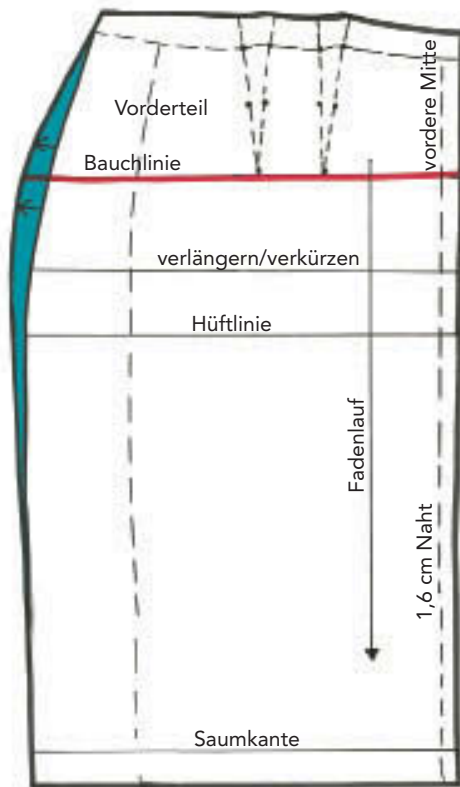 Vorderteil
vordere Mitte
Bauchlinie
verlängern/verkürzen
Hüftlinie
Fadenlauf
1,6 cm Naht
Saumkante